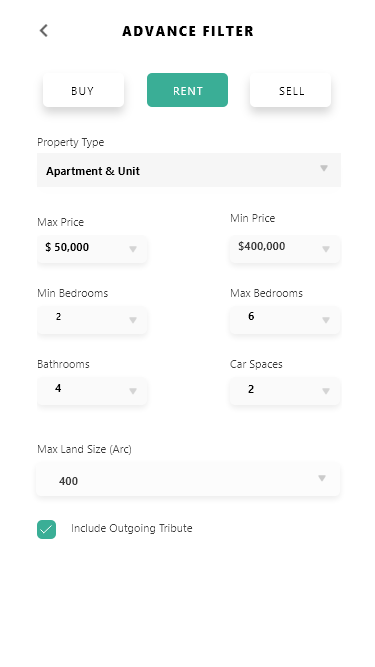 ADVANCE FILTER
BUY RENT SELL
Property Type
Apartment & Unit
Max Price Min Price
$ 50,000 $400,000
Min Bedrooms Max Bedrooms
2 6
Bathrooms Car Spaces
4 2
Max Land Size (Arc)
400
Include Outgoing Tribute